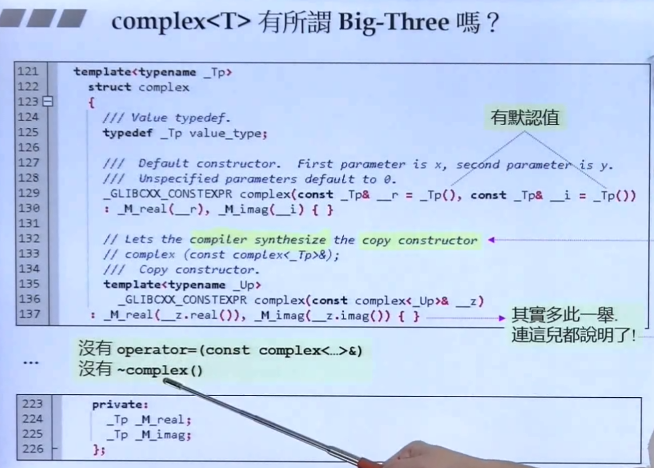 complex<T> 有所謂 Big-Three 嗎？
121 template<typename _Tp>
122 struct complex
123 {
124 /// Value typedef.
125 typedef _Tp value_type;
有默認值
126
127 /// Default constructor. First parameter is x, second parameter is y.
128 /// Unspecified parameters default to 0.
129 _GLIBCXX_CONSTEXPR complex(const _Tp& __r = _Tp(), const _Tp& __i = _Tp())
130 : _M_real(__r), _M_imag(__i) { }
131
132 // Lets the compiler synthesize the copy constructor
133 // complex (const complex<_Tp>&);
134 /// Copy constructor.
135 template<typename _Up>
136 _GLIBCXX_CONSTEXPR complex(const complex<_Up>& __z)
137 : _M_real(__z.real()), _M_imag(__z.imag()) { }
其實多此一舉.
連這兒都說明了!
... 沒有 operator=(const complex<…>&)
沒有 ~complex()
223 private:
224 _Tp _M_real;
225 _Tp _M_imag;
226 };